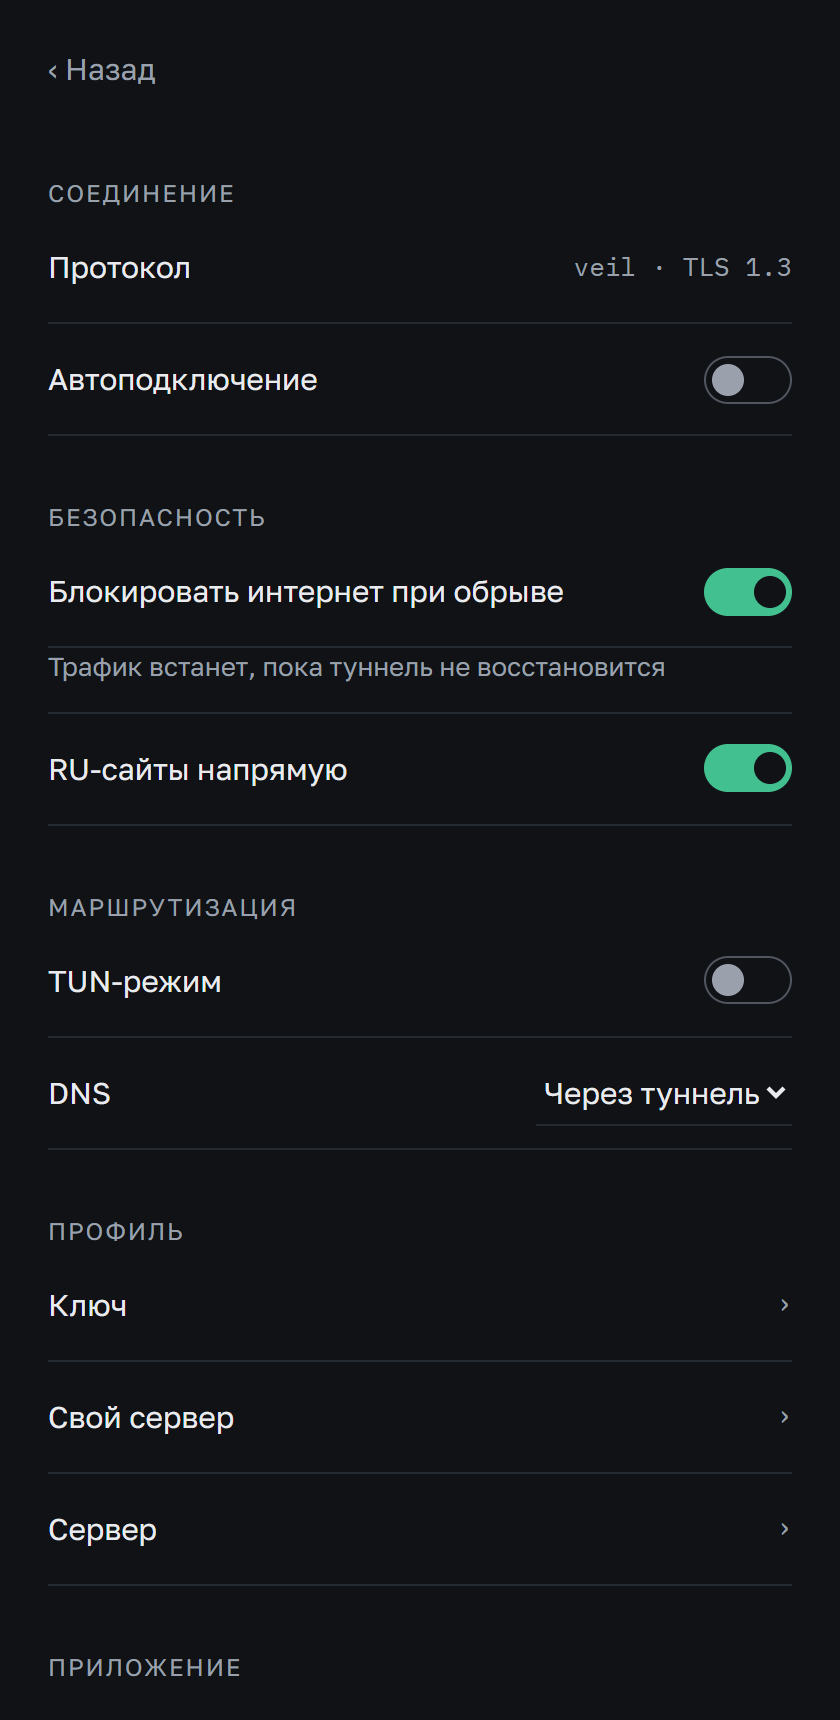 ‹ Назад
СОЕДИНЕНИЕ
Протокол veil · TLS 1.3
Автоподключение
БЕЗОПАСНОСТЬ
Блокировать интернет при обрыве
Трафик встанет, пока туннель не восстановится
RU-сайты напрямую
МАРШРУТИЗАЦИЯ
TUN-режим
DNS Через туннель
ПРОФИЛЬ
Ключ ›
Свой сервер ›
Сервер ›
ПРИЛОЖЕНИЕ